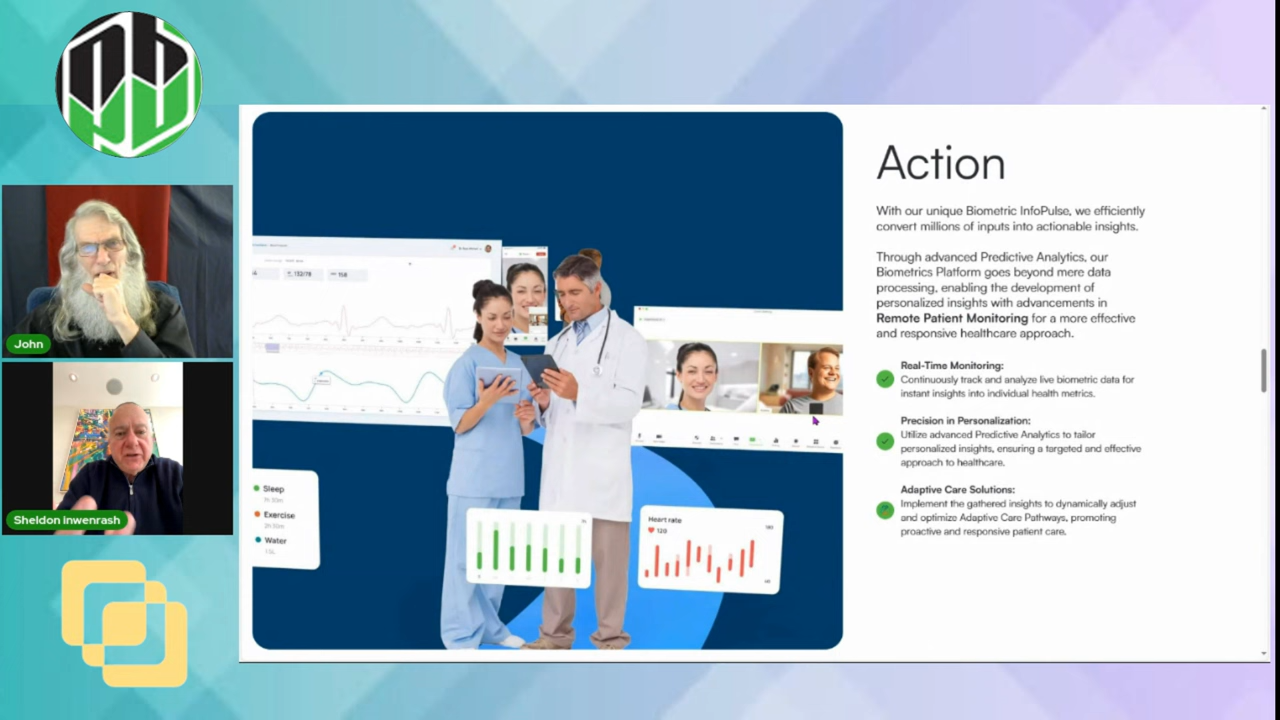 John
Sheldon Inwenrash
132/78
158
Sleep
Exercise
Water
Heart rate
120
Action
With our unique Biometric InfoPulse, we efficiently
convert millions of inputs into actionable insights.
Through advanced Predictive Analytics, our
Biometrics Platform goes beyond mere data
processing, enabling the development of
personalized insights with advancements in
Remote Patient Monitoring for a more effective
and responsive healthcare approach.
Real-Time Monitoring:
Continuously track and analyze live biometric data for
instant insights into individual health metrics.
Precision in Personalization:
Utilize advanced Predictive Analytics to tailor
personalized insights, ensuring a targeted and effective
approach to healthcare.
Adaptive Care Solutions:
Implement the gathered insights to dynamically adjust
and optimize Adaptive Care Pathways, promoting
proactive and responsive patient care.